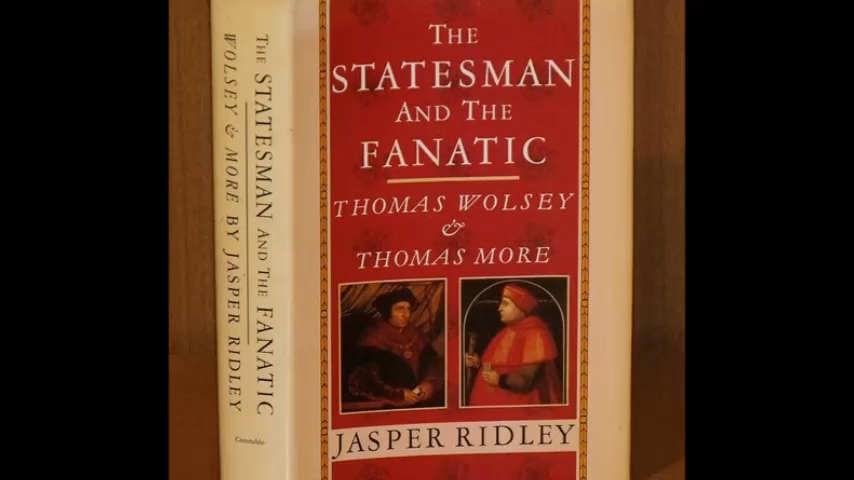 THE STATESMAN AND THE FANATIC
WOLSEY & MORE BY JASPER RIDLEY
Constable
THE
STATESMAN
AND THE
FANATIC
THOMAS WOLSEY
&
THOMAS MORE
JASPER RIDLEY